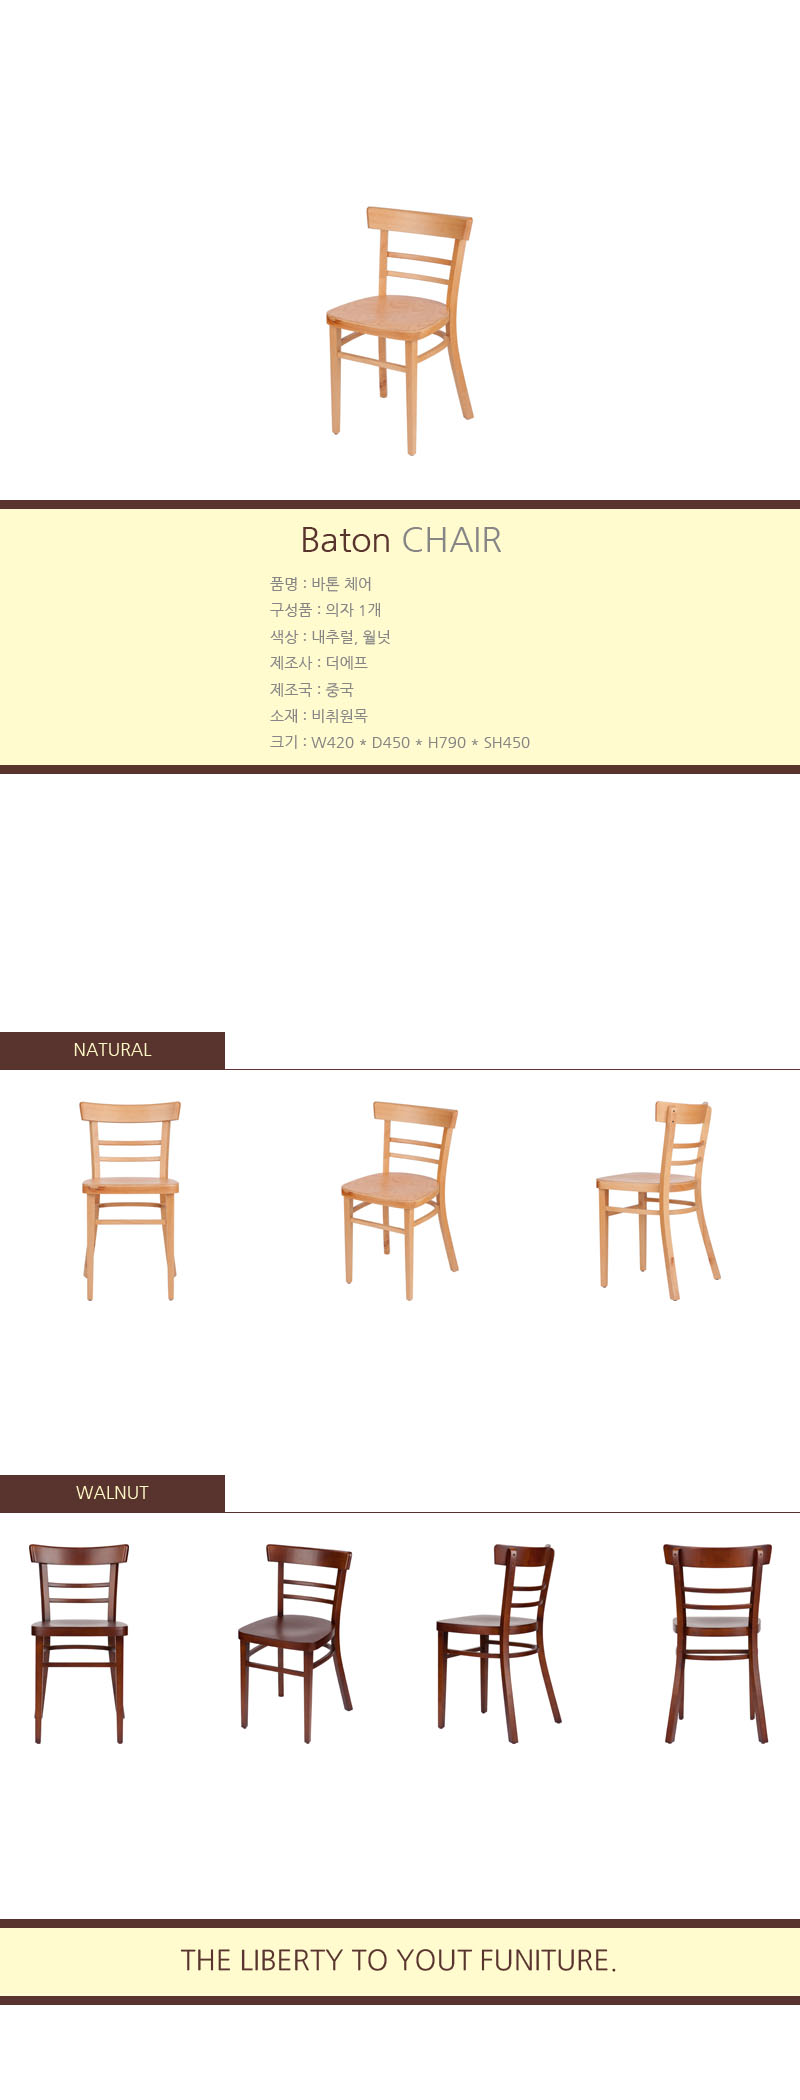 Baton CHAIR
품명 : 바톤 체어
구성품 : 의자 1개
색상 : 내추럴, 월넛
제조사 : 더에프
제조국 : 중국
소재 : 비취원목
크기 : W420 * D450 * H790 * SH450
NATURAL
WALNUT
THE LIBERTY TO YOUT FUNITURE.